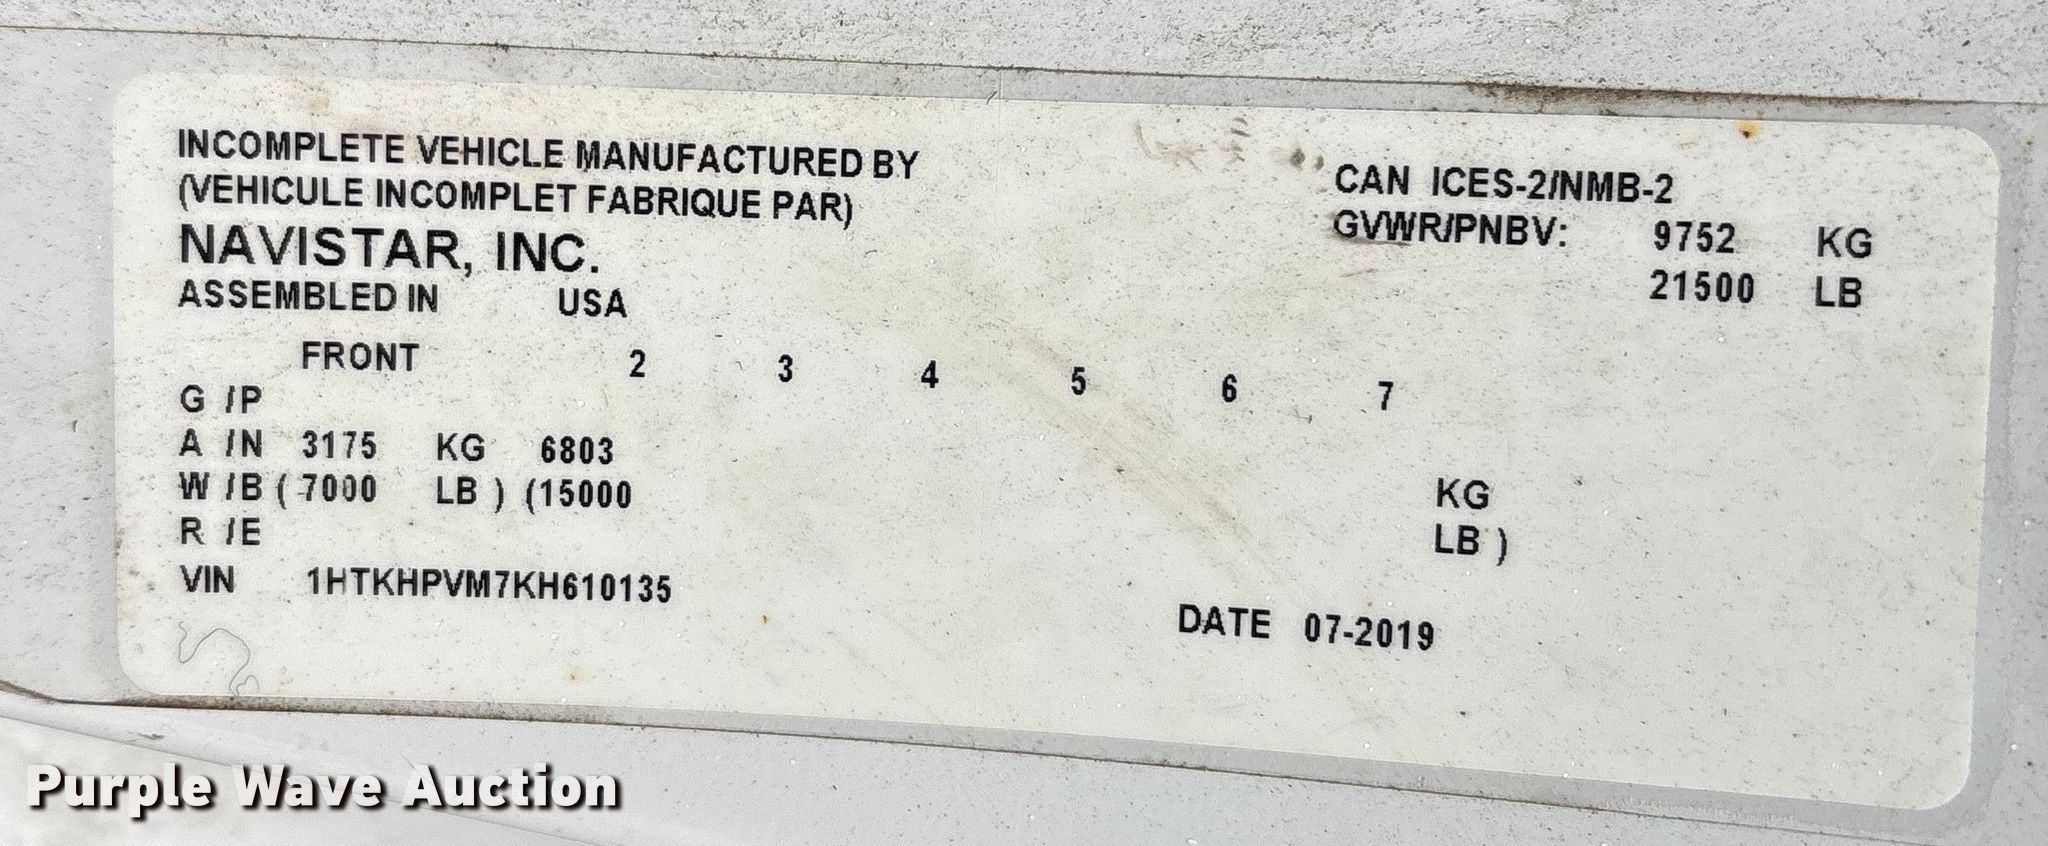 INCOMPLETE VEHICLE MANUFACTURED BY
(VEHICULE INCOMPLET FABRIQUE PAR)
NAVISTAR, INC.
ASSEMBLED IN USA
CAN ICES-2/NMB-2
GVWR/PNBV: 9752 KG
21500 LB
FRONT 2 3 4 5 6 7
G /P
A /N 3175 KG 6803 KG
W /B ( 7000 LB ) (15000 LB )
R /E
VIN 1HTKHPVM7KH610135
DATE 07-2019
Purple Wave Auction